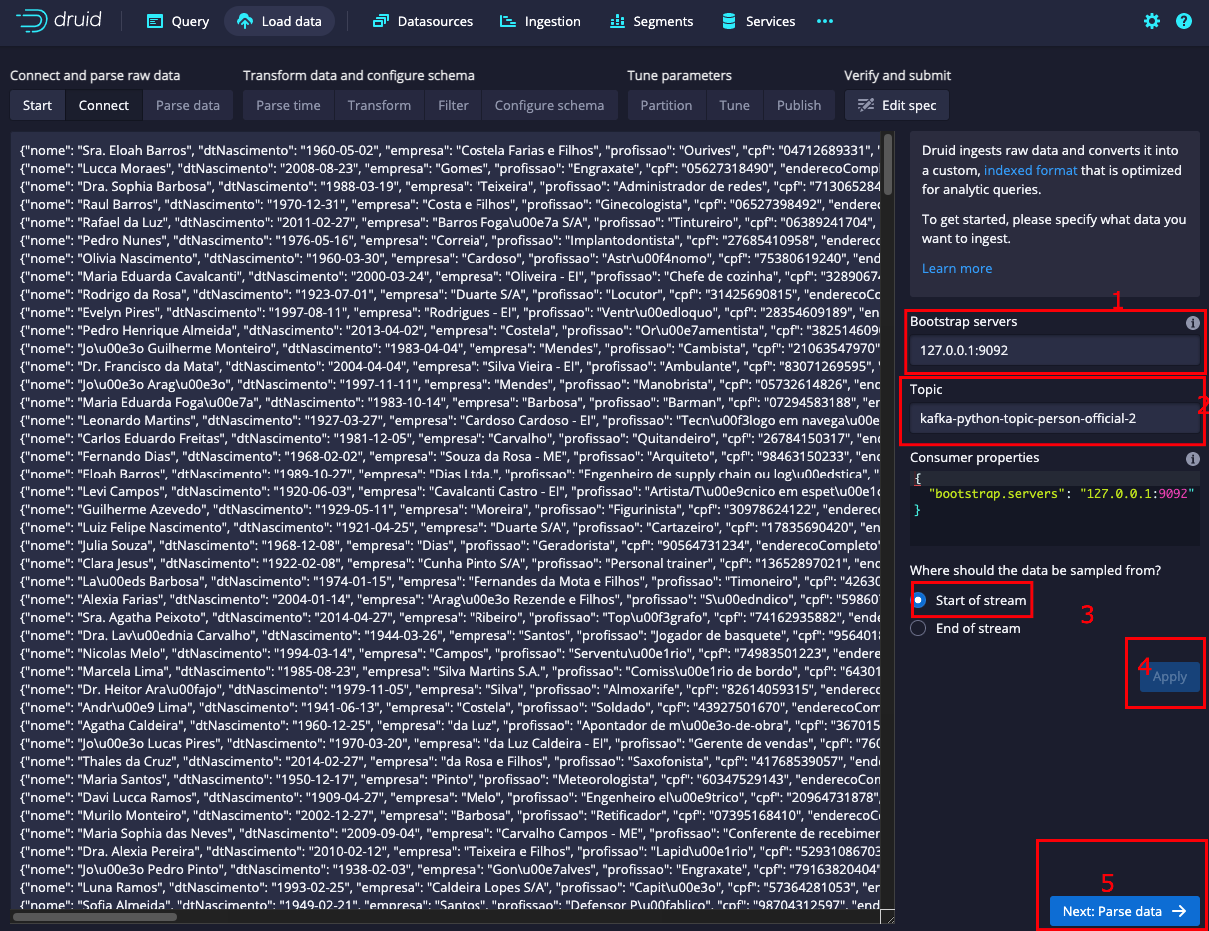 druid
Query
Load data
Datasources
Ingestion
Segments
Services
Connect and parse raw data
Transform data and configure schema
Tune parameters
Verify and submit
Start
Connect
Parse data
Parse time
Transform
Filter
Configure schema
Partition
Tune
Publish
Edit spec
{"nome": "Sra. Eloah Barros", "dtNascimento": "1960-05-02", "empresa": "Costela Farias e Filhos", "profissao": "Ourives", "cpf": "04712689331", "
{"nome": "Lucca Moraes", "dtNascimento": "2008-08-23", "empresa": "Gomes", "profissao": "Engraxate", "cpf": "05627318490", "enderecoCompl
{"nome": "Dra. Sophia Barbosa", "dtNascimento": "1988-03-19", "empresa": "Teixeira", "profissao": "Administrador de redes", "cpf": "713065284
{"nome": "Raul Barros", "dtNascimento": "1970-12-31", "empresa": "Costa e Filhos", "profissao": "Ginecologista", "cpf": "06527398492", "enderec
{"nome": "Rafael da Luz", "dtNascimento": "2011-02-27", "empresa": "Barros Foga\u00e7a S/A", "profissao": "Tintureiro", "cpf": "06389241704", "
{"nome": "Pedro Nunes", "dtNascimento": "1976-05-16", "empresa": "Correia", "profissao": "Implantodontista", "cpf": "27685410958", "enderecc
{"nome": "Olivia Nascimento", "dtNascimento": "1960-03-30", "empresa": "Cardoso", "profissao": "Astr\u00f4nomo", "cpf": "75380619240", "end
{"nome": "Maria Eduarda Cavalcanti", "dtNascimento": "2000-03-24", "empresa": "Oliveira - EI", "profissao": "Chefe de cozinha", "cpf": "32890674
{"nome": "Rodrigo da Rosa", "dtNascimento": "1923-07-01", "empresa": "Duarte S/A", "profissao": "Locutor", "cpf": "31425690815", "enderecoCo
{"nome": "Evelyn Pires", "dtNascimento": "1997-08-11", "empresa": "Rodrigues - EI", "profissao": "Ventr\u00edloquo", "cpf": "28354609189", "en
{"nome": "Pedro Henrique Almeida", "dtNascimento": "2013-04-02", "empresa": "Costela", "profissao": "Or\u00e7amentista", "cpf": "3825146090
{"nome": "Jo\u00e3o Guilherme Monteiro", "dtNascimento": "1983-04-04", "empresa": "Mendes", "profissao": "Cambista", "cpf": "21063547970"
{"nome": "Dr. Francisco da Mata", "dtNascimento": "2004-04-04", "empresa": "Silva Vieira - EI", "profissao": "Ambulante", "cpf": "83071269595", "
{"nome": "Jo\u00e3o Arag\u00e3o", "dtNascimento": "1997-11-11", "empresa": "Mendes", "profissao": "Manobrista", "cpf": "05732614826", "end
{"nome": "Maria Eduarda Foga\u00e7a", "dtNascimento": "1983-10-14", "empresa": "Barbosa", "profissao": "Barman", "cpf": "07294583188", "en
{"nome": "Leonardo Martins", "dtNascimento": "1927-03-27", "empresa": "Cardoso Cardoso - EI", "profissao": "Tecn\u00f3logo em navega\u00e
{"nome": "Carlos Eduardo Freitas", "dtNascimento": "1981-12-05", "empresa": "Carvalho", "profissao": "Quitandeiro", "cpf": "26784150317", "end
{"nome": "Fernando Dias", "dtNascimento": "1968-02-02", "empresa": "Souza da Rosa - ME", "profissao": "Arquiteto", "cpf": "98463150233", "end
{"nome": "Eloah Barros", "dtNascimento": "1989-10-27", "empresa": "Dias Ltda.", "profissao": "Engenheiro de supply chain ou log\u00edstica", "
{"nome": "Levi Campos", "dtNascimento": "1920-06-03", "empresa": "Cavalcanti Castro - EI", "profissao": "Artista/T\u00e9cnico em espet\u00e1c
{"nome": "Guilherme Azevedo", "dtNascimento": "1929-05-11", "empresa": "Moreira", "profissao": "Figurinista", "cpf": "30978624122", "enderec
{"nome": "Luiz Felipe Nascimento", "dtNascimento": "1921-04-25", "empresa": "Duarte S/A", "profissao": "Cartazeiro", "cpf": "17835690420", "en
{"nome": "Julia Souza", "dtNascimento": "1968-12-08", "empresa": "Dias", "profissao": "Geradorista", "cpf": "90564731234", "enderecoCompleto"
{"nome": "Clara Jesus", "dtNascimento": "1922-02-08", "empresa": "Cunha Pinto S/A", "profissao": "Personal trainer", "cpf": "13652897021", "end
{"nome": "La\u00eds Barbosa", "dtNascimento": "1974-01-15", "empresa": "Fernandes da Mota e Filhos", "profissao": "Timoneiro", "cpf": "42630
{"nome": "Alexia Farias", "dtNascimento": "2004-01-14", "empresa": "Arag\u00e3o Rezende e Filhos", "profissao": "S\u00edndico", "cpf": "598607
{"nome": "Sra. Agatha Peixoto", "dtNascimento": "2014-04-27", "empresa": "Ribeiro", "profissao": "Top\u00f3grafo", "cpf": "74162935882", "end
{"nome": "Dra. Lav\u00ednia Carvalho", "dtNascimento": "1944-03-26", "empresa": "Santos", "profissao": "Jogador de basquete", "cpf": "9564018
{"nome": "Nicolas Melo", "dtNascimento": "1994-03-14", "empresa": "Campos", "profissao": "Serventu\u00e1rio", "cpf": "74983501223", "endere
{"nome": "Marcela Lima", "dtNascimento": "1985-08-23", "empresa": "Silva Martins S.A.", "profissao": "Comiss\u00e1rio de bordo", "cpf": "64301
{"nome": "Dr. Heitor Ara\u00fajo", "dtNascimento": "1979-11-05", "empresa": "Silva", "profissao": "Almoxarife", "cpf": "82614059315", "enderec
{"nome": "Andr\u00e9 Lima", "dtNascimento": "1941-06-13", "empresa": "Costela", "profissao": "Soldado", "cpf": "43927501670", "enderecoCom
{"nome": "Agatha Caldeira", "dtNascimento": "1960-12-25", "empresa": "da Luz", "profissao": "Apontador de m\u00e3o-de-obra", "cpf": "367015
{"nome": "Jo\u00e3o Lucas Pires", "dtNascimento": "1970-03-20", "empresa": "da Luz Caldeira - EI", "profissao": "Gerente de vendas", "cpf": "760
{"nome": "Thales da Cruz", "dtNascimento": "2014-02-27", "empresa": "da Rosa e Filhos", "profissao": "Saxofonista", "cpf": "41768539057", "end
{"nome": "Maria Santos", "dtNascimento": "1950-12-17", "empresa": "Pinto", "profissao": "Meteorologista", "cpf": "60347529143", "enderecoCon
{"nome": "Davi Lucca Ramos", "dtNascimento": "1909-04-27", "empresa": "Melo", "profissao": "Engenheiro el\u00e9trico", "cpf": "20964731878",
{"nome": "Murilo Monteiro", "dtNascimento": "2002-12-27", "empresa": "Barbosa", "profissao": "Retificador", "cpf": "07395168410", "enderecoC
{"nome": "Maria Sophia das Neves", "dtNascimento": "2009-09-04", "empresa": "Carvalho Campos - ME", "profissao": "Conferente de recebimer
{"nome": "Dra. Alexia Pereira", "dtNascimento": "2010-02-12", "empresa": "Teixeira e Filhos", "profissao": "Lapid\u00e1rio", "cpf": "52931086703
{"nome": "Jo\u00e3o Pedro Pinto", "dtNascimento": "1938-02-03", "empresa": "Gon\u00e7alves", "profissao": "Engraxate", "cpf": "79163820404"
{"nome": "Luna Ramos", "dtNascimento": "1993-02-25", "empresa": "Caldeira Lopes S/A", "profissao": "Capit\u00e3o", "cpf": "57364281053", "en
{"nome": "Sofia Almeida", "dtNascimento": "1949-02-21", "empresa": "Santos", "profissao": "Defensor P\u00fablico", "cpf": "98704312597", "end
Druid ingests raw data and converts it into
a custom, indexed format that is optimized
for analytic queries.
To get started, please specify what data you
want to ingest.
Learn more
1
Bootstrap servers
127.0.0.1:9092
Topic
2
kafka-python-topic-person-official-2
Consumer properties
{
"bootstrap.servers": "127.0.0.1:9092"
}
Where should the data be sampled from?
Start of stream
3
End of stream
4
Apply
5
Next: Parse data